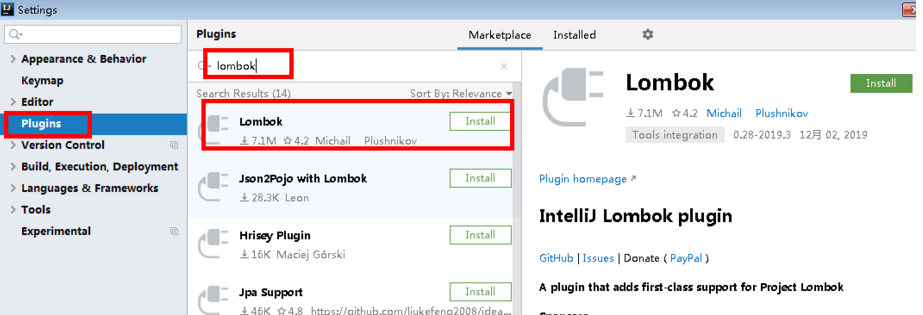 Settings
Appearance & Behavior
Keymap
Editor
Plugins
Version Control
Build, Execution, Deployment
Languages & Frameworks
Tools
Experimental
Plugins
Marketplace
Installed
lombok
Search Results (14)
Sort By: Relevance
Lombok
Install
7.1M 4.2 Michail Plushnikov
Json2Pojo with Lombok
Install
28.3K Leon
Hrisey Plugin
Install
16K Maciej Górski
Jpa Support
Install
46K 4.8 https://github.com/liukefeng2008/idea...
Lombok
Install
7.1M 4.2 Michail Plushnikov
Tools integration 0.28-2019.3 12月 02, 2019
Plugin homepage
IntelliJ Lombok plugin
GitHub | Issues | Donate ( PayPal )
A plugin that adds first-class support for Project Lombok